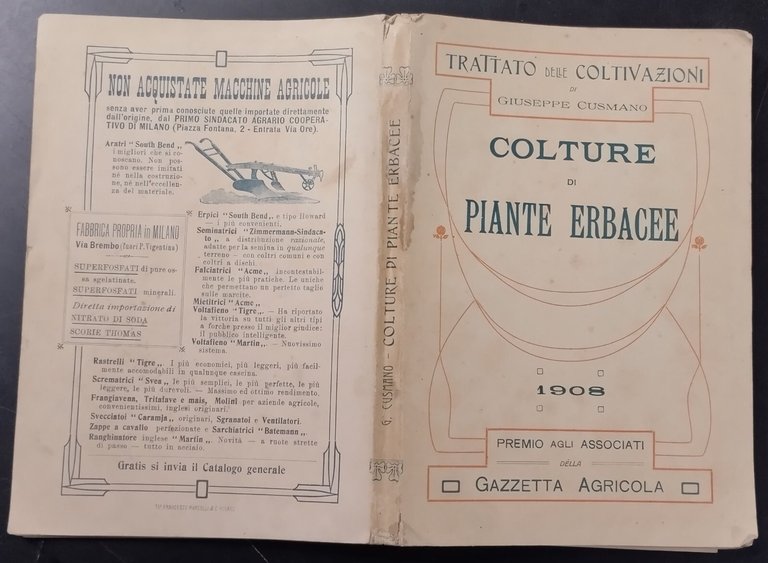 NON ACQUISTATE MACCHINE AGRICOLE
senza aver prima conosciute quelle importate direttamente
dall'origine, dal PRIMO SINDACATO AGRARIO COOPERA-
TIVO DI MILANO (Piazza Fontana, 2 - Entrata Via Ore).
Aratri "South Bend„
i migliori che si co-
noscano. Non pos-
sono essere imitati
né nella costruzio-
ne, né nell'eccellen-
za del materiale.
FABBRICA PROPRIA in MILANO
Via Brembo (fuori P. Vigentina)
SUPERFOSFATI di pure os-
sa sgelatinate.
SUPERFOSFATI minerali.
Diretta importazione di
NITRATO DI SODA
SCORIE THOMAS
Erpici "South Bend„ e tipo Howard
— i più convenienti.
Seminatrici "Zimmermann-Sindaca-
to„ a distribuzione razionale,
adatte per la semina in qualunque
terreno — con coltri comuni e con
coltri a dischi.
Falciatrici "Acme„ incontestabil-
mente le più pratiche. Le uniche
che permettano un perfetto taglio
sulle marcite.
Mietitrici "Acme„
Voltafieno "Tigre„ — Ha riportato
la vittoria su tutti gli altri tipi
a forche presso il miglior giudice:
il pubblico intelligente.
Voltafieno "Martin„ — Nuovissimo
sistema.
Rastrelli "Tigre„ I più economici, più leggeri, più facil-
mente accomodabili in qualunque cascina.
Scrematrici "Svea„ le più semplici, le più perfette, le più
leggere, le più durevoli. — Massimo ed ottimo rendimento.
Frangiavena, Tritafave e mais, Molini per aziende agricole,
convenientissimi, inglesi originari.
Svecciatoi "Caramja„ originari, Sgranatoi e Ventilatori.
Zappe a cavallo perfezionate e Sarchiatrici "Batemann„.
Ranghinatore inglese "Martin„ Novità — a ruote strette
di passo — tutto in acciaio.
Gratis si invia il Catalogo generale
G. CUSMANO - COLTURE DI PIANTE ERBACEE
TRATTATO DELLE COLTIVAZIONI
DI
GIUSEPPE CUSMANO
COLTURE
DI
PIANTE ERBACEE
1908
PREMIO AGLI ASSOCIATI
DELLA
GAZZETTA AGRICOLA